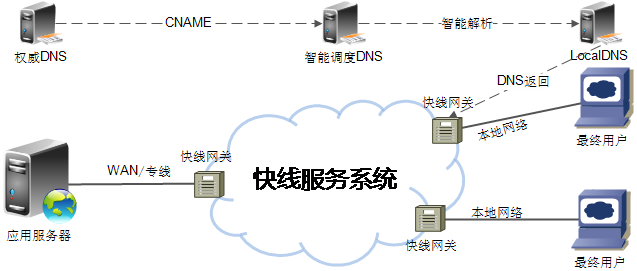 CNAME
智能解析
权威DNS
智能调度DNS
LocalDNS
DNS返回
快线网关
本地网络
最终用户
快线网关
WAN/专线
快线服务系统
应用服务器
本地网络
快线网关
最终用户